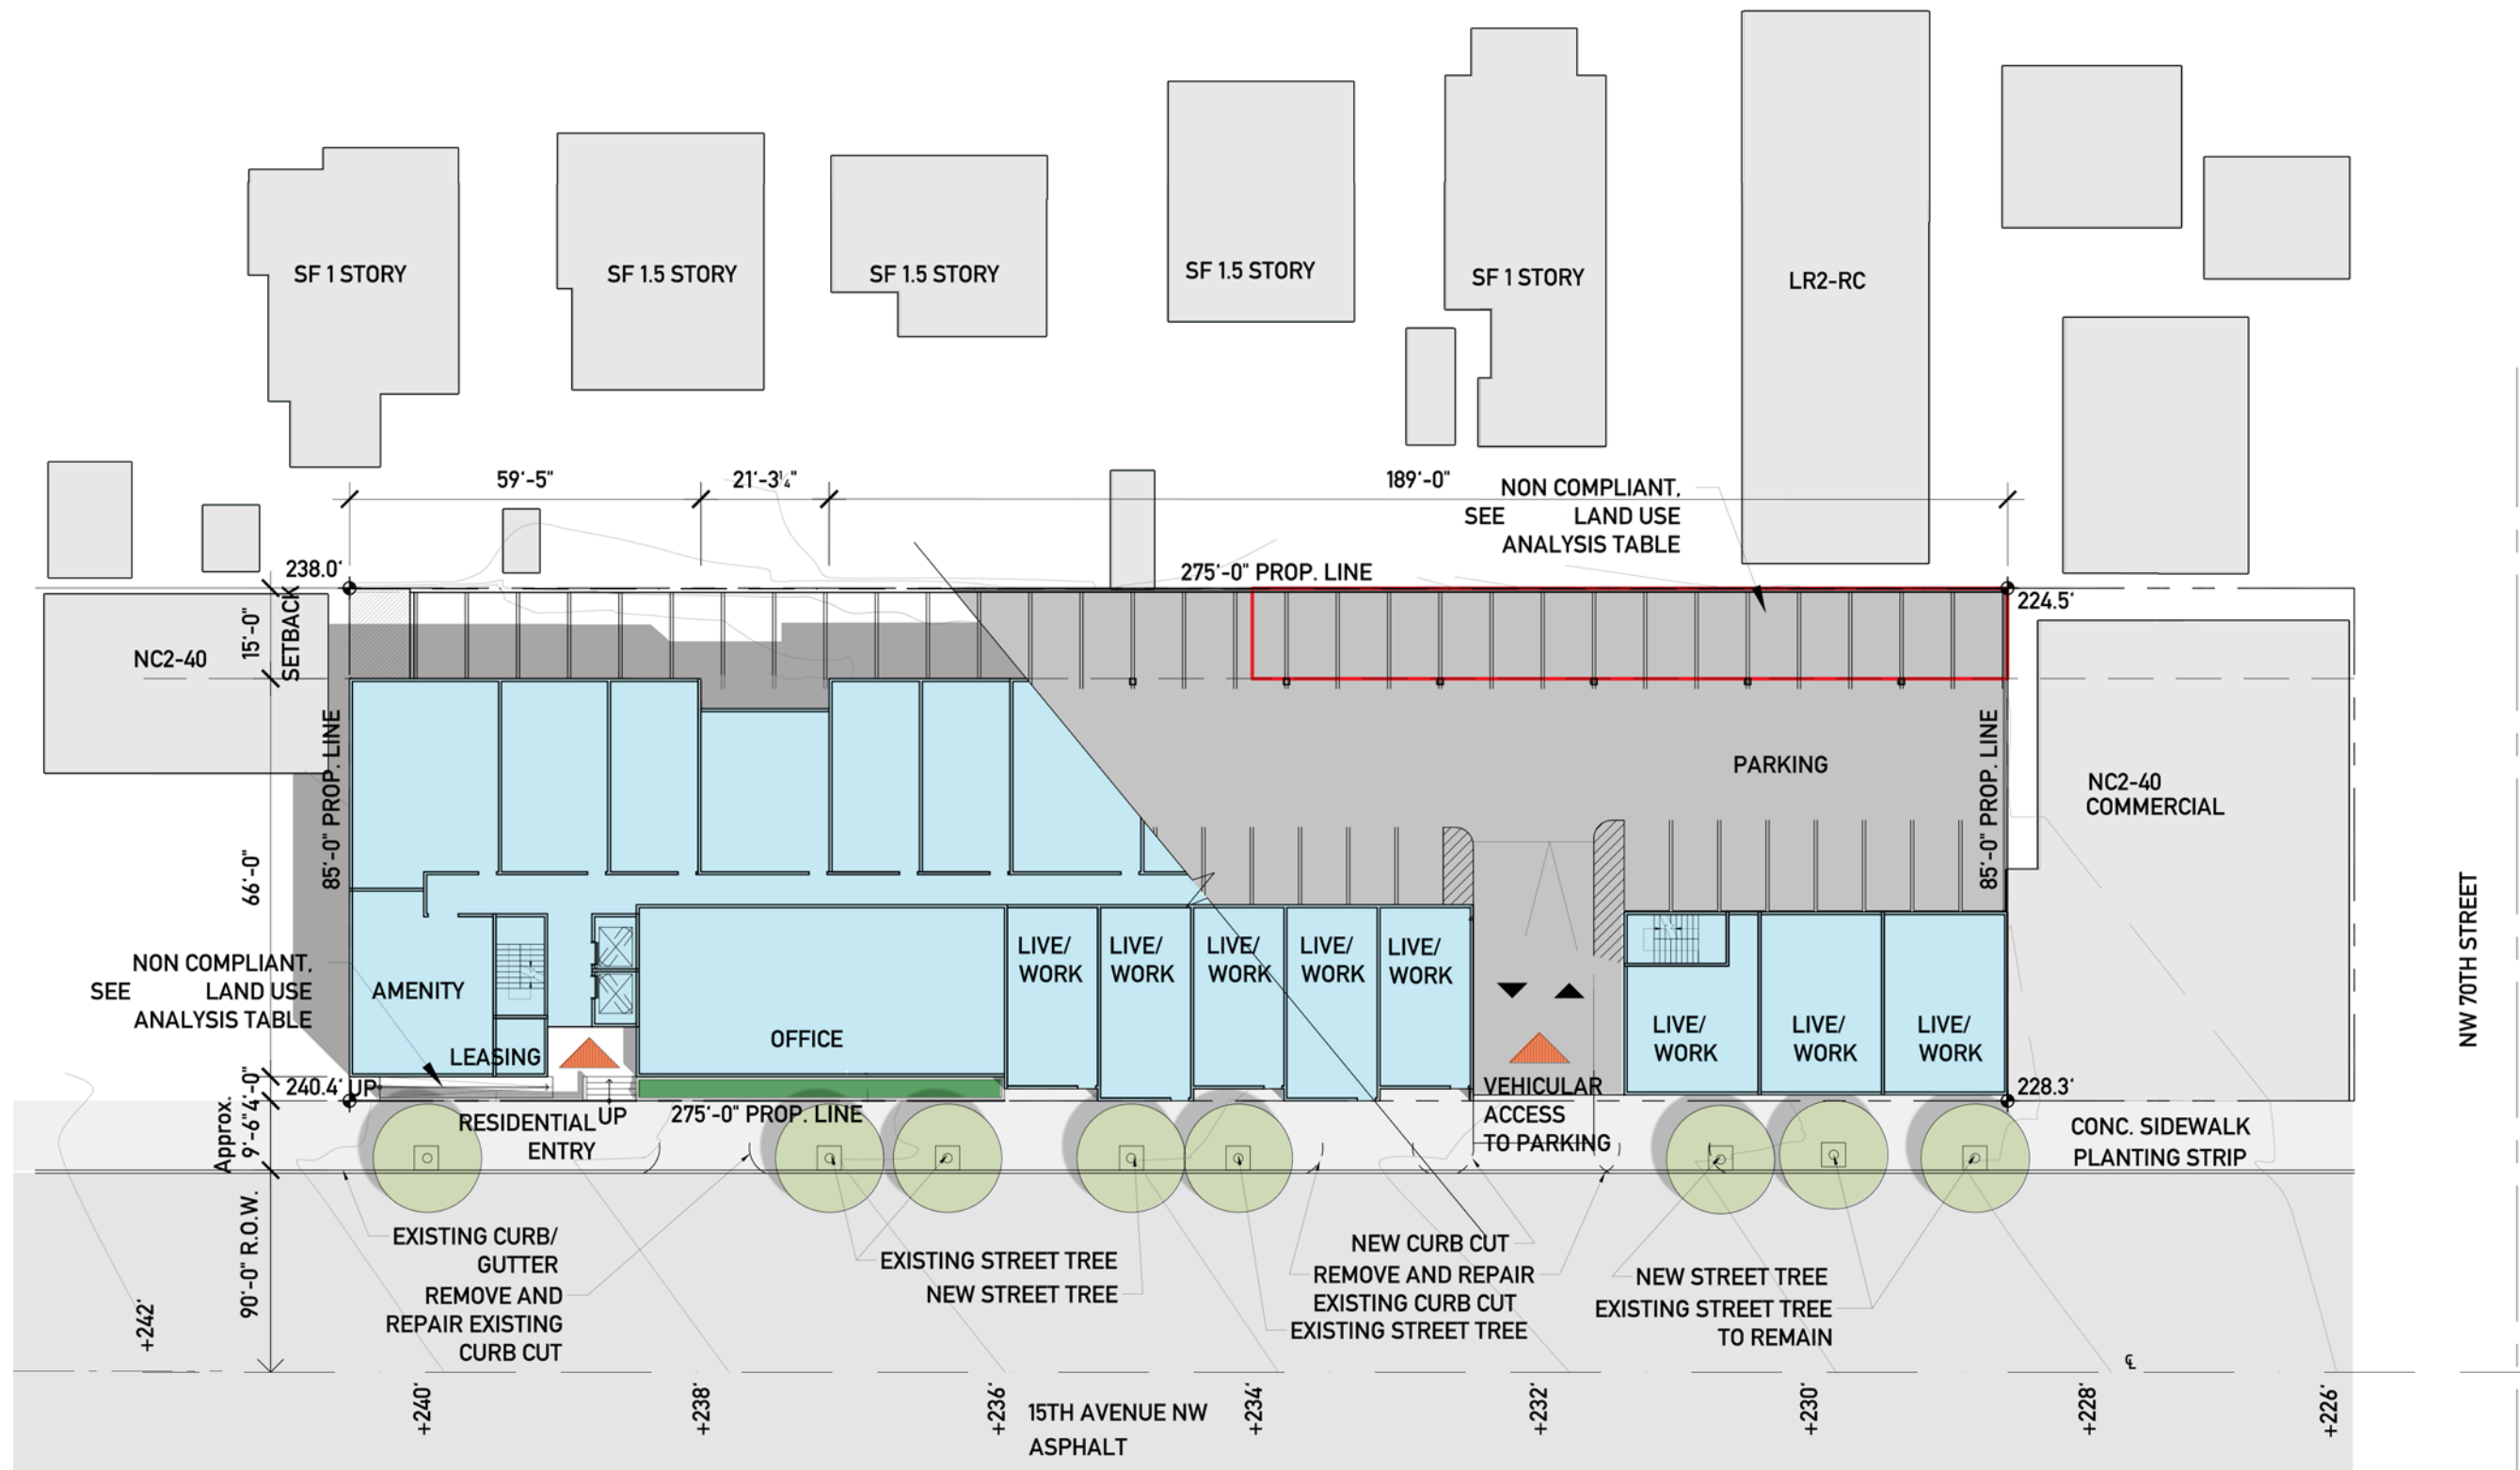 SF 1 STORY
SF 1.5 STORY
SF 1.5 STORY
SF 1.5 STORY
SF 1 STORY
LR2-RC
59'-5"
21'-3¼"
189'-0"
NON COMPLIANT,
SEE LAND USE
ANALYSIS TABLE
238.0'
275'-0" PROP. LINE
224.5'
15'-0"
SETBACK
NC2-40
85'-0" PROP. LINE
66'-0"
PARKING
85'-0" PROP. LINE
NC2-40
COMMERCIAL
NW 70TH STREET
NON COMPLIANT,
SEE LAND USE
ANALYSIS TABLE
AMENITY
LEASING
OFFICE
LIVE/
WORK
LIVE/
WORK
LIVE/
WORK
LIVE/
WORK
LIVE/
WORK
LIVE/
WORK
LIVE/
WORK
LIVE/
WORK
4'-0"
240.4'
UP
228.3'
Approx.
9'-6"
RESIDENTIAL
ENTRY
UP
275'-0" PROP. LINE
VEHICULAR
ACCESS
TO PARKING
CONC. SIDEWALK
PLANTING STRIP
90'-0" R.O.W.
EXISTING CURB/
GUTTER
REMOVE AND
REPAIR EXISTING
CURB CUT
EXISTING STREET TREE
NEW STREET TREE
NEW CURB CUT
REMOVE AND REPAIR
EXISTING CURB CUT
EXISTING STREET TREE
NEW STREET TREE
EXISTING STREET TREE
TO REMAIN
℄
+242'
+240'
+238'
+236'
+234'
+232'
+230'
+228'
+226'
15TH AVENUE NW
ASPHALT